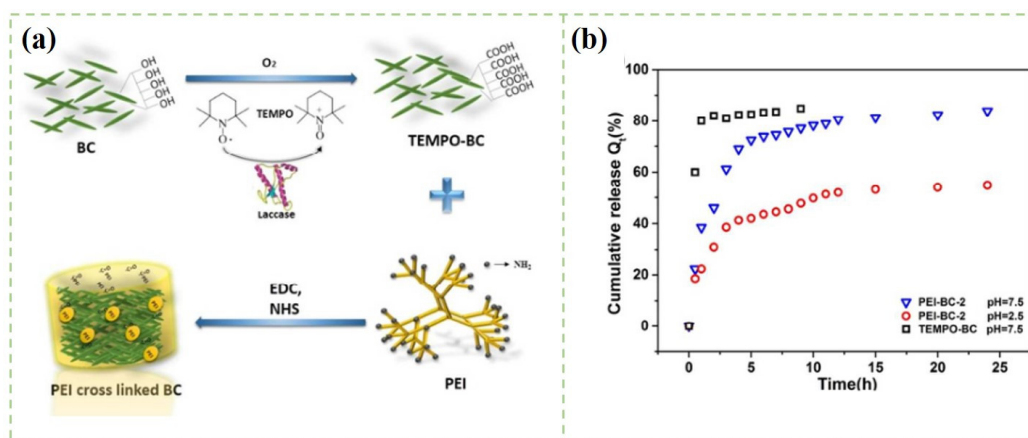 (a)
OH
OH
OH
OH
OH
BC
O₂
TEMPO
N
O•
N⁺
O
Laccase
COOH
COOH
COOH
COOH
COOH
TEMPO-BC
EDC,
NHS
PEI cross linked BC
NH₂
PEI
(b)
Cumulative release Qt(%)
100
80
60
40
20
0
PEI-BC-2 pH=7.5
PEI-BC-2 pH=2.5
TEMPO-BC pH=7.5
0 5 10 15 20 25
Time(h)